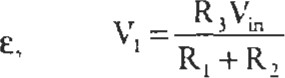 ε, V₁ = R₃Vᵢₙ / R₁ + R₂